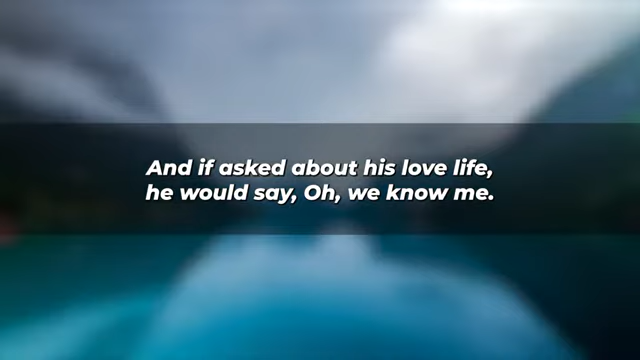 And if asked about his love life,
he would say, Oh, we know me.